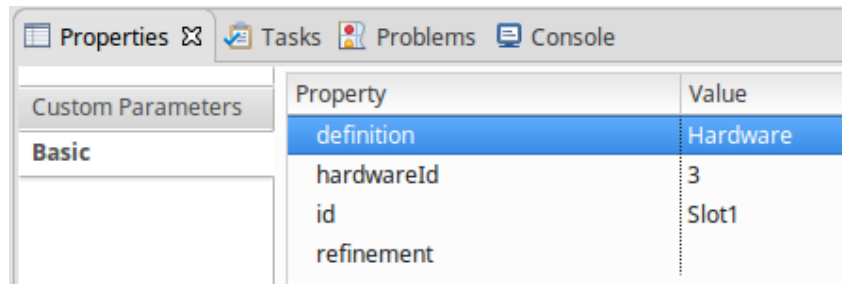 Properties Tasks Problems Console
Custom Parameters
Basic
Property Value
definition Hardware
hardwareId 3
id Slot1
refinement